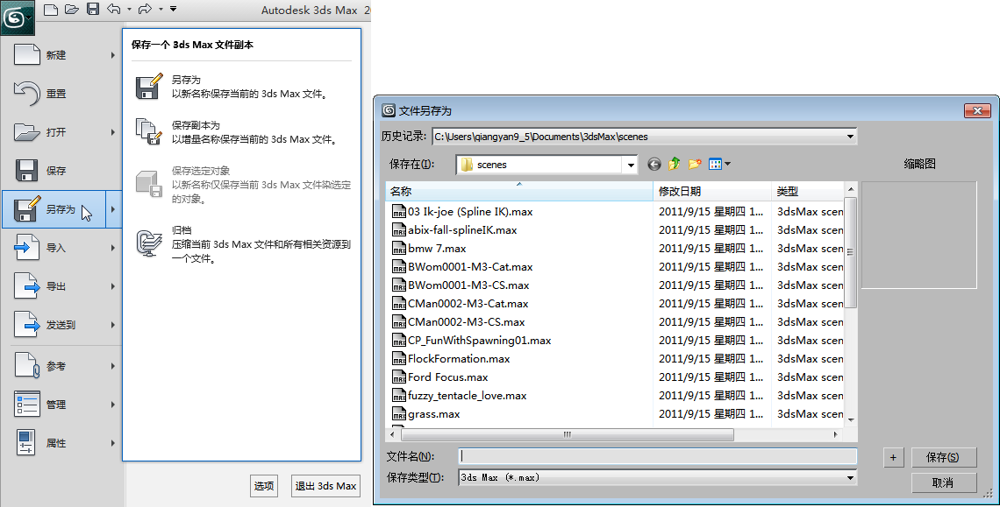 Autodesk 3ds Max 2
新建
重置
打开
保存
另存为
导入
导出
发送到
参考
管理
属性
保存一个 3ds Max 文件副本
另存为
以新名称保存当前的 3ds Max 文件。
保存副本为
以增量名称保存当前的 3ds Max 文件。
保存选定对象
以新名称仅保存当前 3ds Max 文件染选定
的对象。
归档
压缩当前 3ds Max 文件和所有相关资源到
一个文件。
选项
退出 3ds Max
文件另存为
历史记录: C:\Users\qiangyan9_5\Documents\3dsMax\scenes
保存在(I): scenes
缩略图
名称 修改日期 类型
03 Ik-joe (Spline IK).max 2011/9/15 星期四 1... 3dsMax scen
abix-fall-splineIK.max 2011/9/15 星期四 1... 3dsMax scen
bmw 7.max 2011/9/15 星期四 1... 3dsMax scen
BWom0001-M3-Cat.max 2011/9/15 星期四 1... 3dsMax scen
BWom0001-M3-CS.max 2011/9/15 星期四 1... 3dsMax scen
CMan0002-M3-Cat.max 2011/9/15 星期四 1... 3dsMax scen
CMan0002-M3-CS.max 2011/9/15 星期四 1... 3dsMax scen
CP_FunWithSpawning01.max 2011/9/15 星期四 1... 3dsMax scen
FlockFormation.max 2011/9/15 星期四 1... 3dsMax scen
Ford Focus.max 2011/9/15 星期四 1... 3dsMax scen
fuzzy_tentacle_love.max 2011/9/15 星期四 1... 3dsMax scen
grass.max 2011/9/15 星期四 1... 3dsMax scen
文件名(N): + 保存(S)
保存类型(T): 3ds Max (*.max)
取消